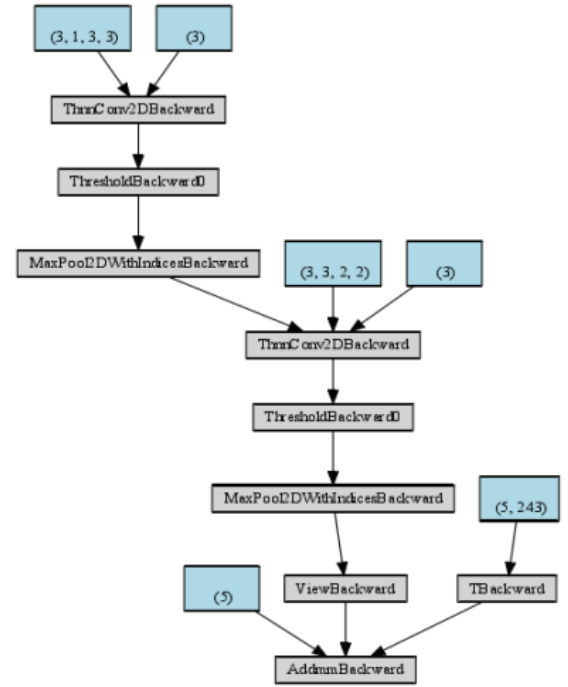 (3, 1, 3, 3)
(3)
ThnnConv2DBackward
ThresholdBackward0
MaxPool2DWithIndicesBackward
(3, 3, 2, 2)
(3)
ThnnConv2DBackward
ThresholdBackward0
MaxPool2DWithIndicesBackward
(5, 243)
(5)
ViewBackward
TBackward
AddmmBackward